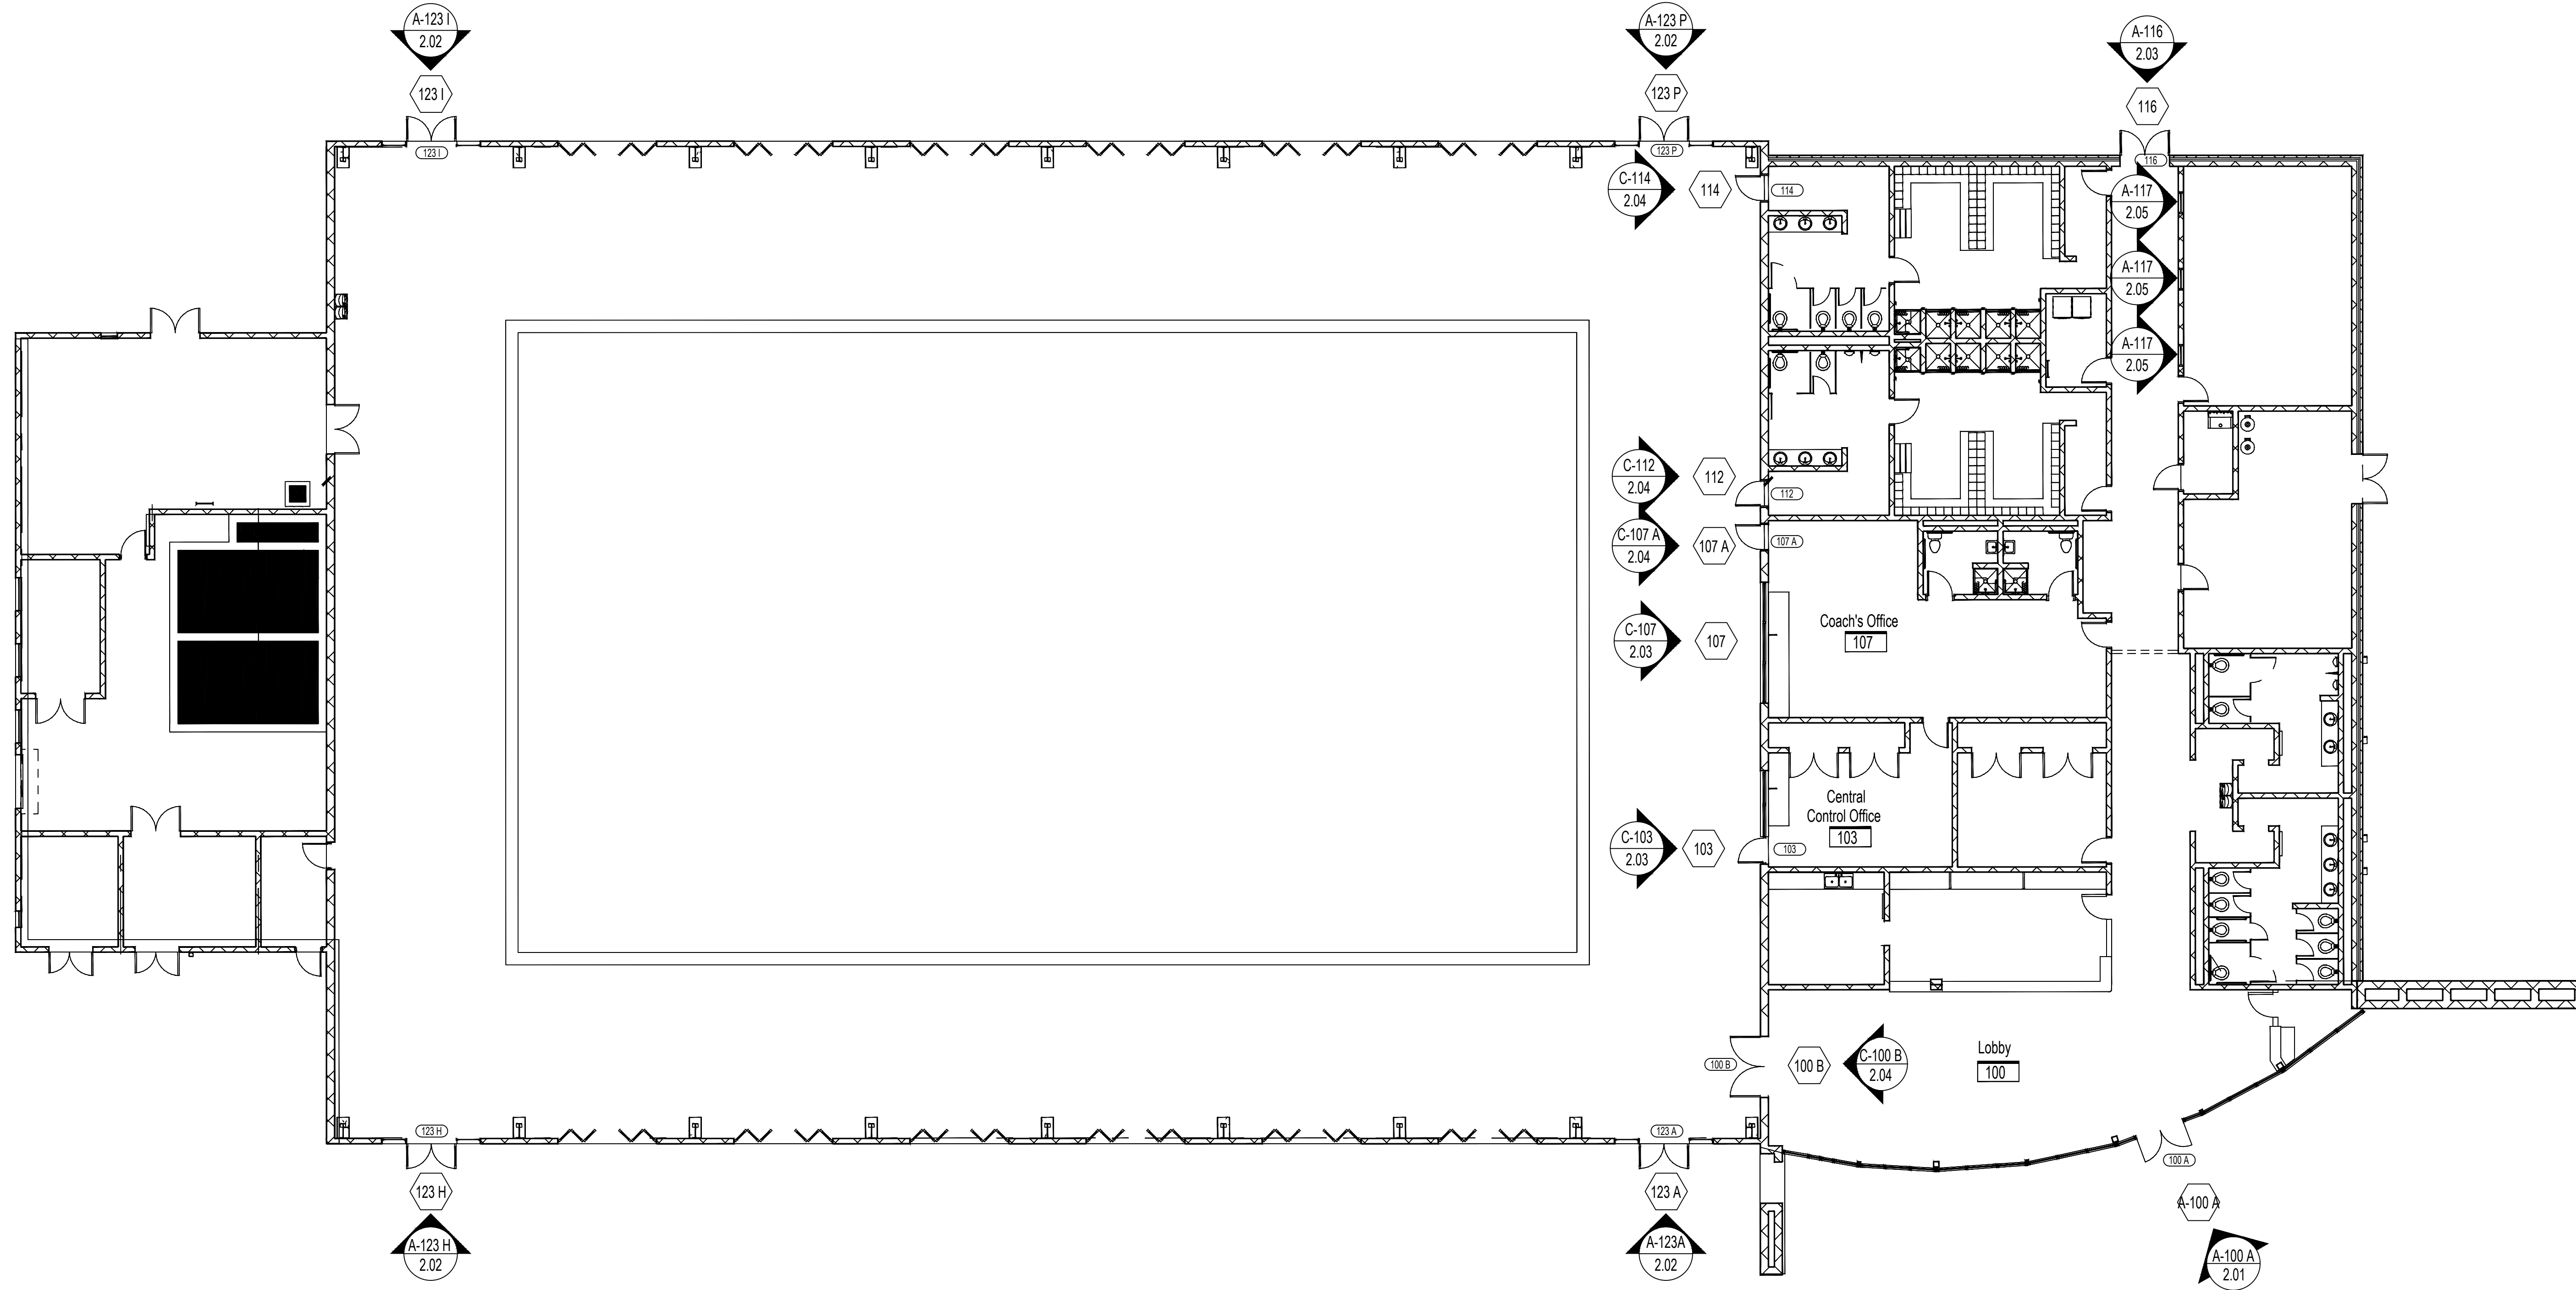 A-123 I
2.02
123 I
123 I
A-123 P
2.02
123 P
123 P
A-116
2.03
116
116
C-114
2.04
114
114
A-117
2.05
A-117
2.05
A-117
2.05
C-112
2.04
112
112
C-107 A
2.04
107 A
107 A
C-107
2.03
107
Coach's Office
107
Central
Control Office
103
C-103
2.03
103
103
100 B
100 B
C-100 B
2.04
Lobby
100
123 H
123 H
A-123 H
2.02
123 A
123 A
A-123A
2.02
100 A
A-100 A
A-100 A
2.01